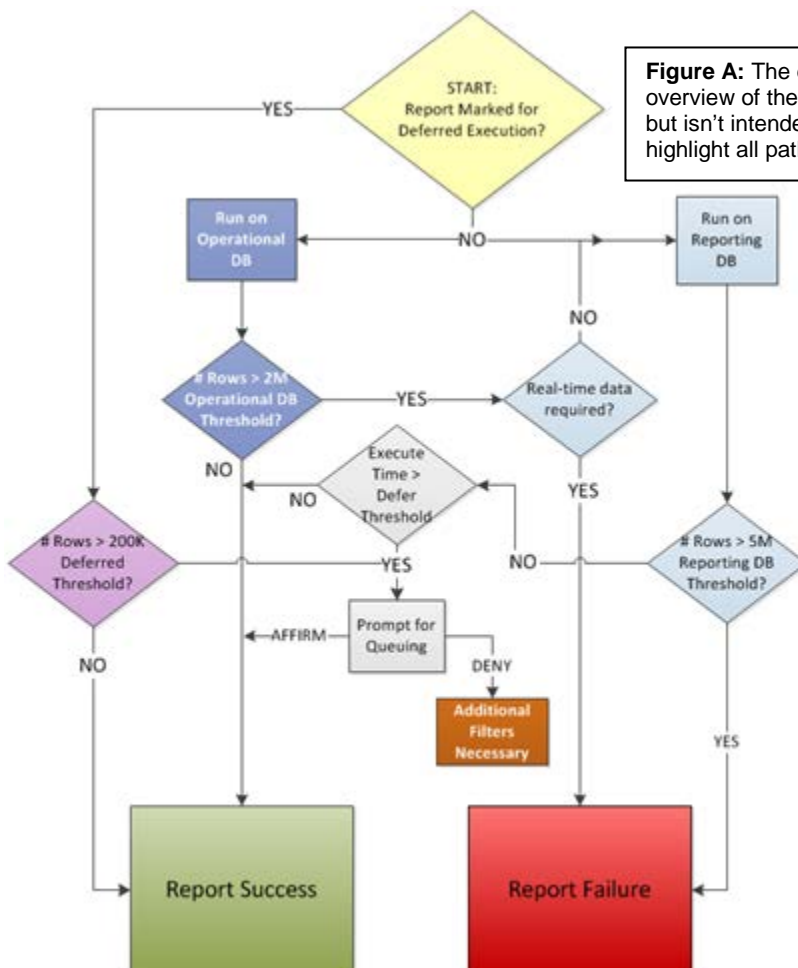 START:
Report Marked for
Deferred Execution?
Figure A: The
overview of the
but isn't intende
highlight all pat
YES
NO
Run on
Operational
DB
Run on
Reporting
DB
NO
# Rows > 2M
Operational DB
Threshold?
YES
Real-time data
required?
NO
Execute
Time >
Defer
Threshold
NO
YES
# Rows > 200K
Deferred
Threshold?
YES
NO
# Rows > 5M
Reporting DB
Threshold?
AFFIRM
Prompt for
Queuing
DENY
NO
Additional
Filters
Necessary
YES
Report Success
Report Failure